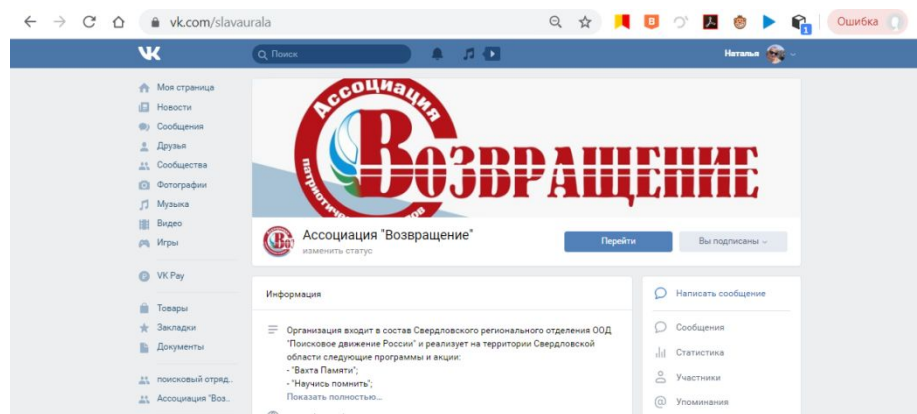 vk.com/slavaurala
Ошибка
Поиск
Наталья
Моя страница
Новости
Сообщения
Друзья
Сообщества
Фотографии
Музыка
Видео
Игры
VK Pay
Товары
Закладки
Документы
поисковый отряд..
Ассоциация "Воз..
Ассоциация
ВОЗВРАЩЕНИЕ
Ассоциация "Возвращение"
изменить статус
Перейти
Вы подписаны
Информация
Организация входит в состав Свердловского регионального отделения ООД
"Поисковое движение России" и реализует на территории Свердловской
области следующие программы и акции:
- "Вахта Памяти";
- "Научись помнить";
Показать полностью...
Написать сообщение
Сообщения
Статистика
Участники
Упоминания